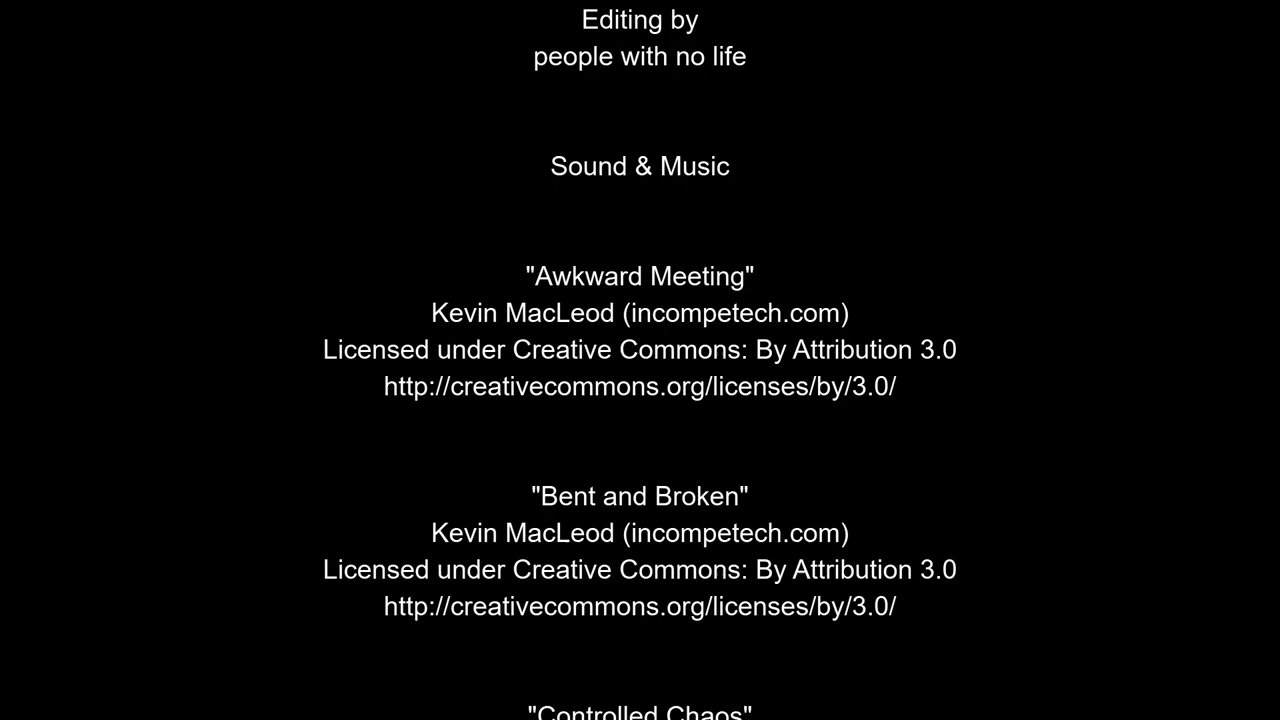 Editing by
people with no life
Sound & Music
"Awkward Meeting"
Kevin MacLeod (incompetech.com)
Licensed under Creative Commons: By Attribution 3.0
http://creativecommons.org/licenses/by/3.0/
"Bent and Broken"
Kevin MacLeod (incompetech.com)
Licensed under Creative Commons: By Attribution 3.0
http://creativecommons.org/licenses/by/3.0/
"Controlled Chaos"